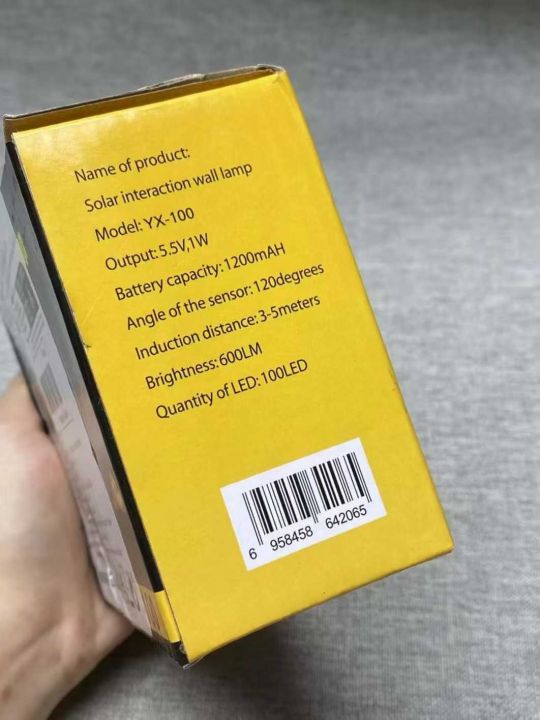 Name of product:
Solar interaction wall lamp
Model: YX-100
Output: 5.5V,1W
Battery capacity: 1200mAH
Angle of the sensor: 120degrees
Induction distance: 3-5meters
Brightness: 600LM
Quantity of LED: 100LED
6 958458 642065